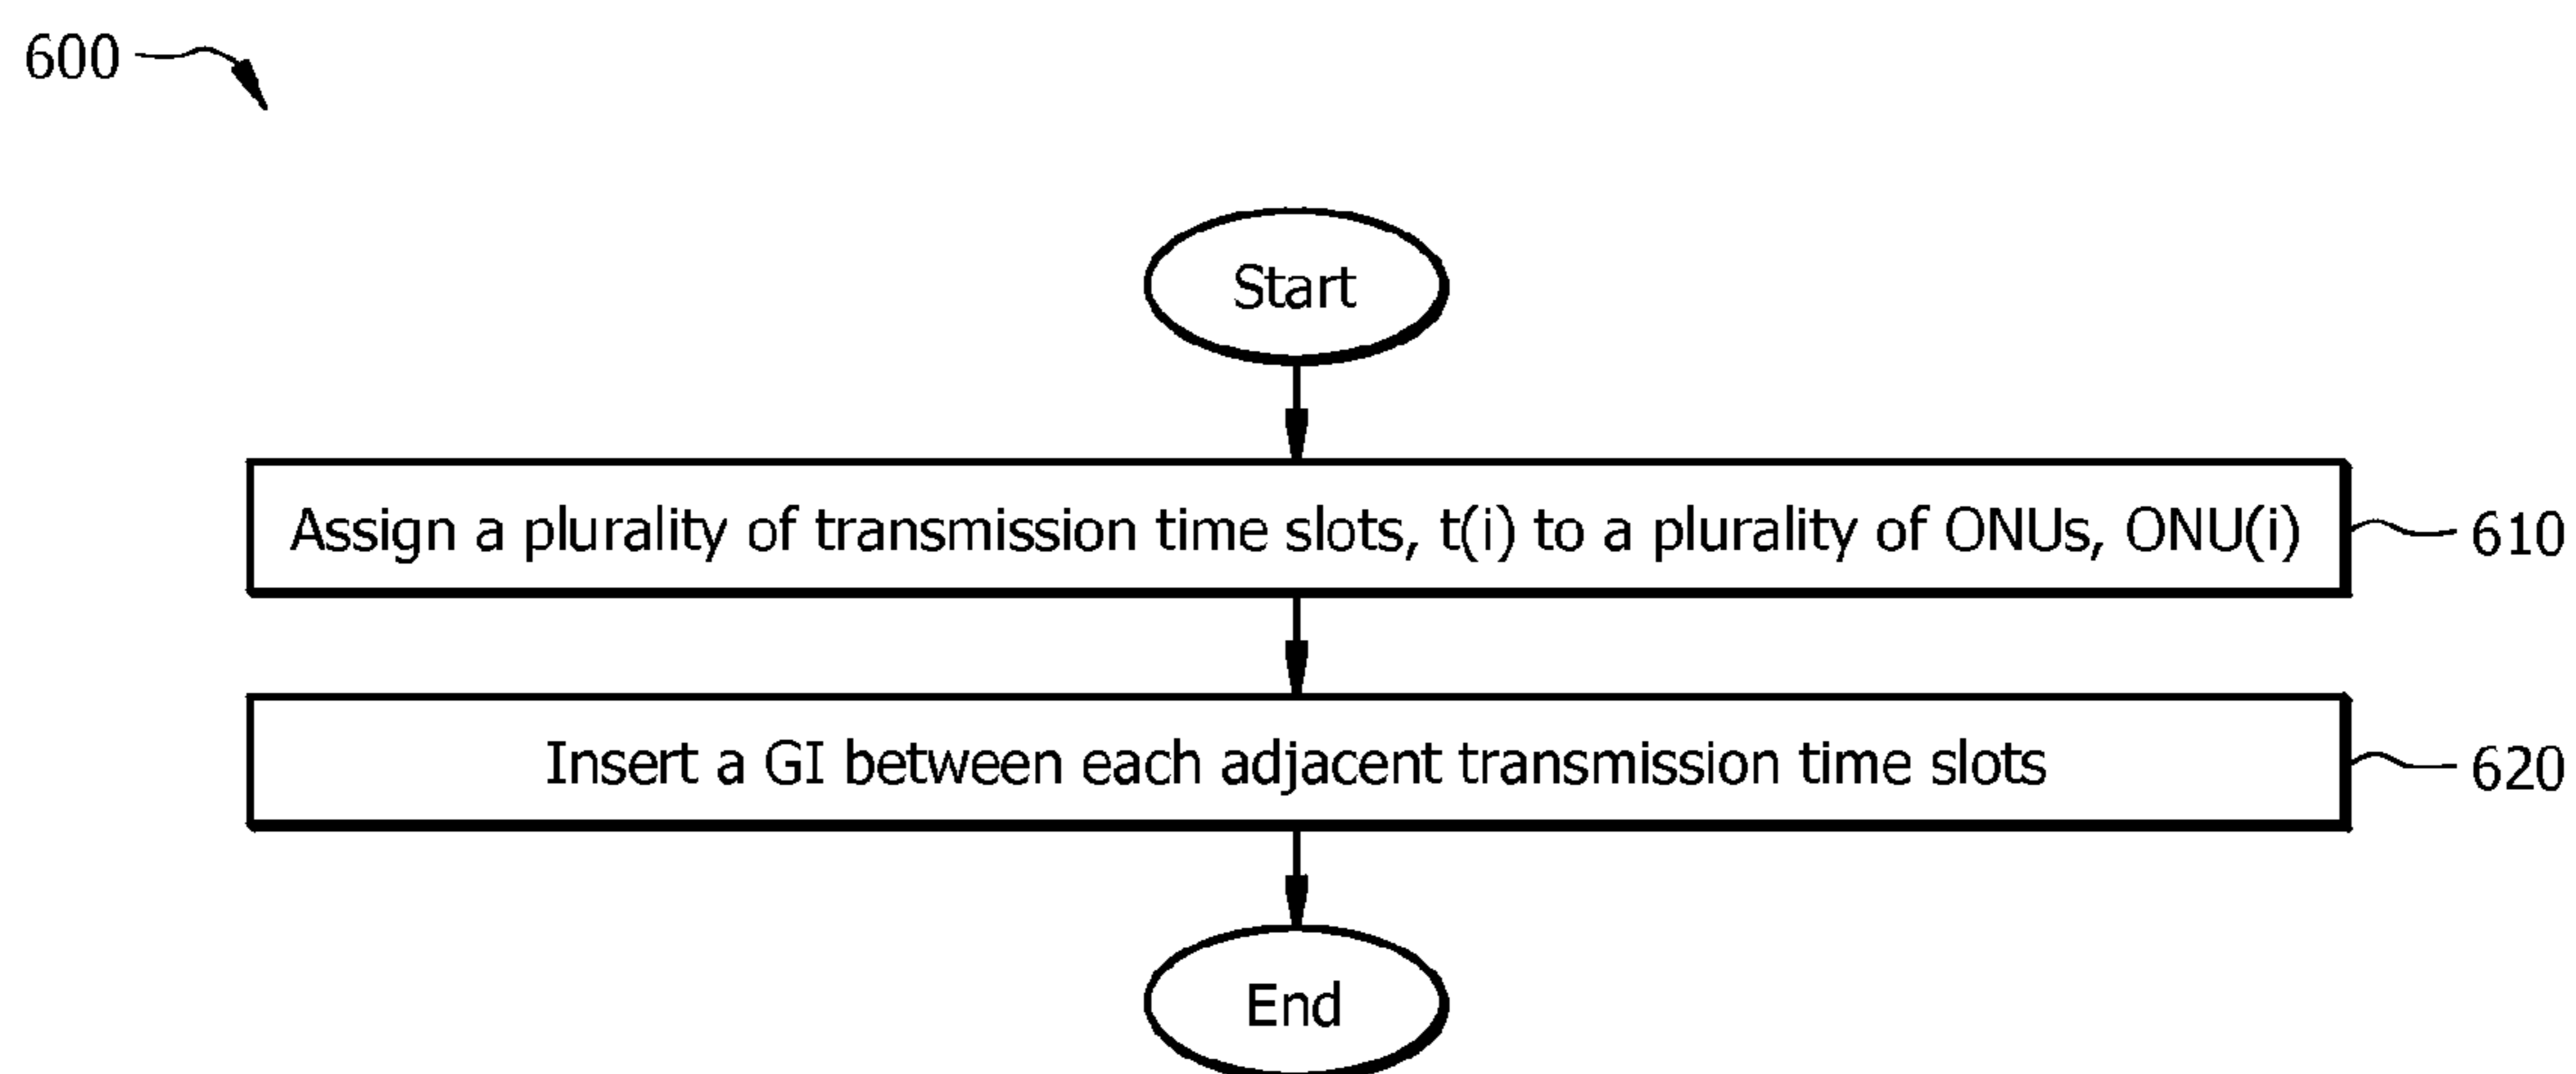 600
Start
Assign a plurality of transmission time slots, t(i) to a plurality of ONUs, ONU(i)
610
Insert a GI between each adjacent transmission time slots
620
End